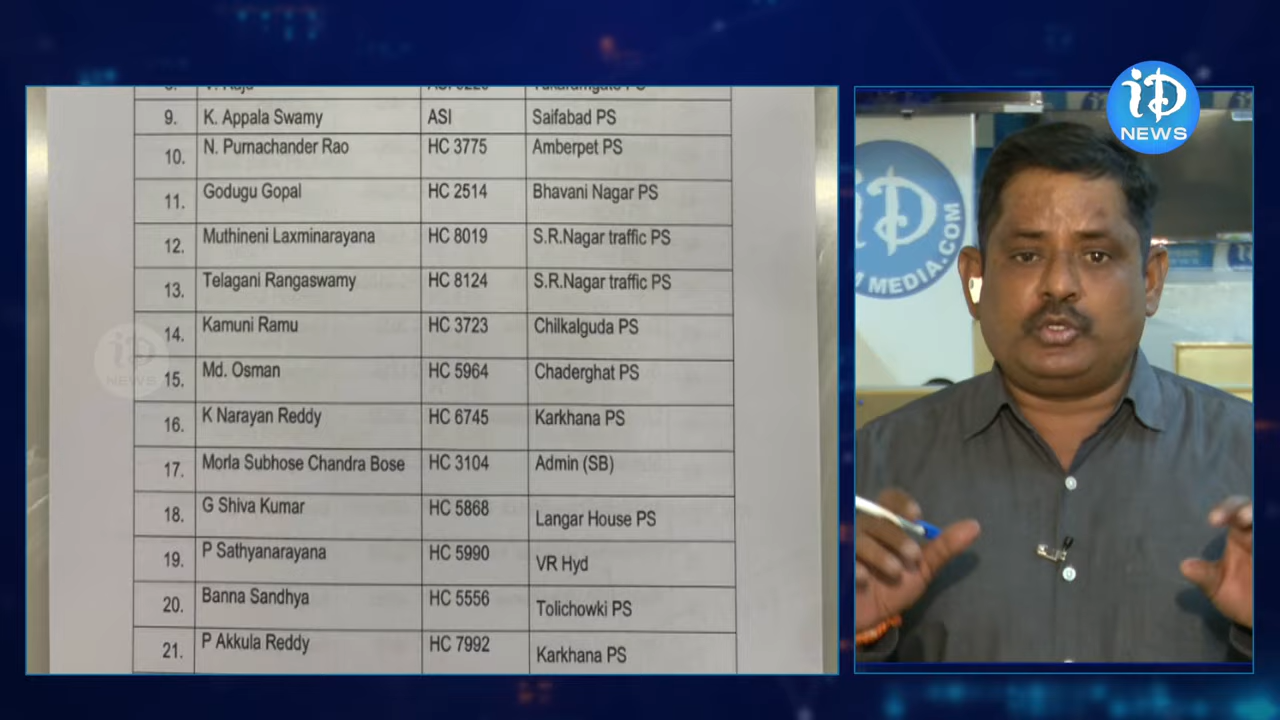 9. K. Appala Swamy ASI Saifabad PS
10. N. Purnachander Rao HC 3775 Amberpet PS
11. Godugu Gopal HC 2514 Bhavani Nagar PS
12. Muthineni Laxminarayana HC 8019 S.R.Nagar traffic PS
13. Telagani Rangaswamy HC 8124 S.R.Nagar traffic PS
14. Kamuni Ramu HC 3723 Chilkalguda PS
15. Md. Osman HC 5964 Chaderghat PS
16. K Narayan Reddy HC 6745 Karkhana PS
17. Morla Subhose Chandra Bose HC 3104 Admin (SB)
18. G Shiva Kumar HC 5868 Langar House PS
19. P Sathyanarayana HC 5990 VR Hyd
20. Banna Sandhya HC 5556 Tolichowki PS
21. P Akkula Reddy HC 7992 Karkhana PS
iD NEWS
iD NEWS
iD
M MEDIA.COM